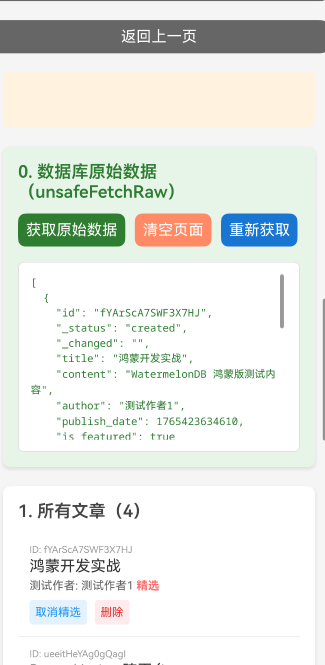 返回上一页
0. 数据库原始数据
（unsafeFetchRaw）
获取原始数据 清空页面 重新获取
[
{
"id": "fYArScA7SWF3X7HJ",
"_status": "created",
"_changed": "",
"title": "鸿蒙开发实战",
"content": "WatermelonDB 鸿蒙版测试内
容",
"author": "测试作者1",
"publish_date": 1765423634610,
"is_featured": true
1. 所有文章（4）
ID: fYArScA7SWF3X7HJ
鸿蒙开发实战
测试作者: 测试作者1 精选
取消精选 删除
ID: ueeitHeYAg0gQagI